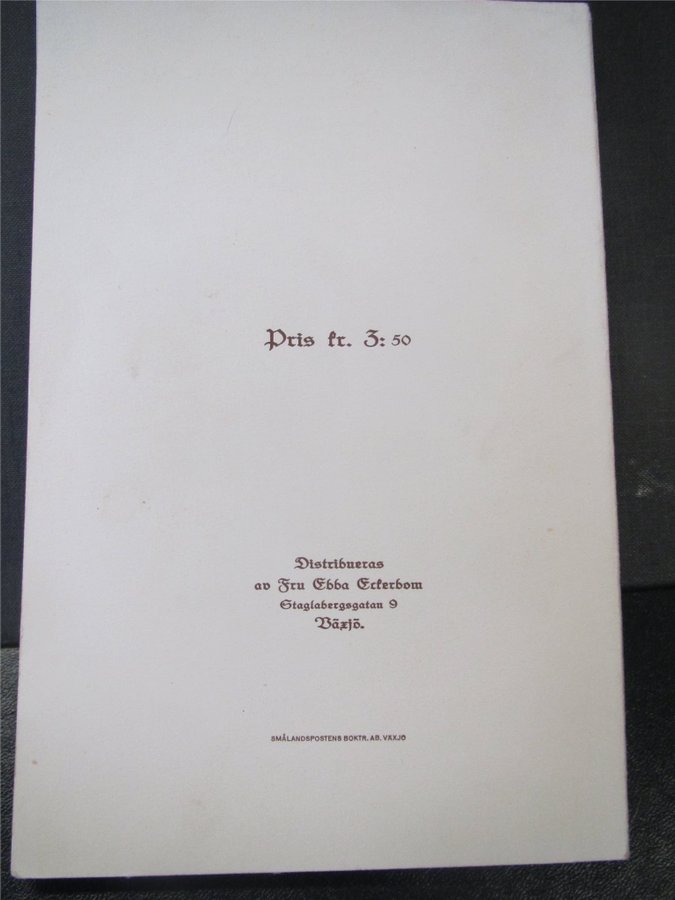 Pris kr. 3: 50
Distribueras
av Fru Ebba Eckerbom
Staglabergsgatan 9
Växjö.
SMÅLANDSPOSTENS BOKTR. AB. VÄXJÖ